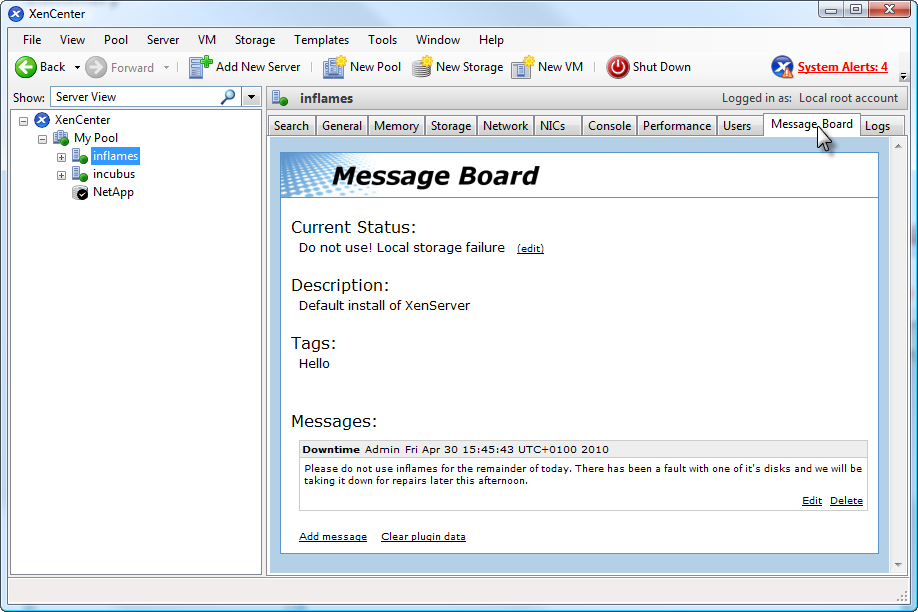 XenCenter
File View Pool Server VM Storage Templates Tools Window Help
Back Forward Add New Server New Pool New Storage New VM Shut Down System Alerts: 4
Show: Server View
inflames Logged in as: Local root account
XenCenter
My Pool
inflames
incubus
NetApp
Search General Memory Storage Network NICs Console Performance Users Message Board Logs
Message Board
Current Status:
Do not use! Local storage failure (edit)
Description:
Default install of XenServer
Tags:
Hello
Messages:
Downtime Admin Fri Apr 30 15:45:43 UTC+0100 2010
Please do not use inflames for the remainder of today. There has been a fault with one of it's disks and we will be
taking it down for repairs later this afternoon.
Edit Delete
Add message Clear plugin data